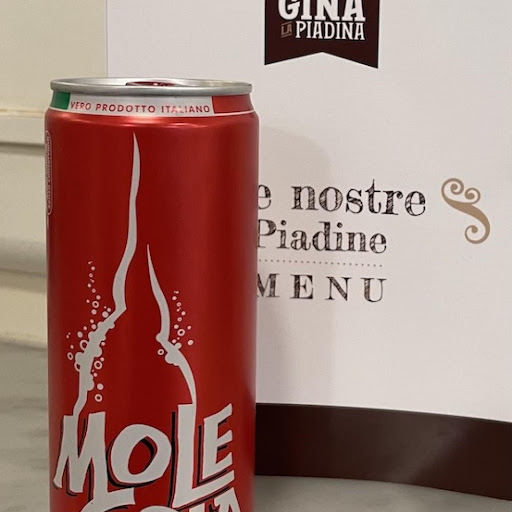 GINA
LA PIADINA
VERO PRODOTTO ITALIANO
e nostre
Piadine
MENU
MOLE